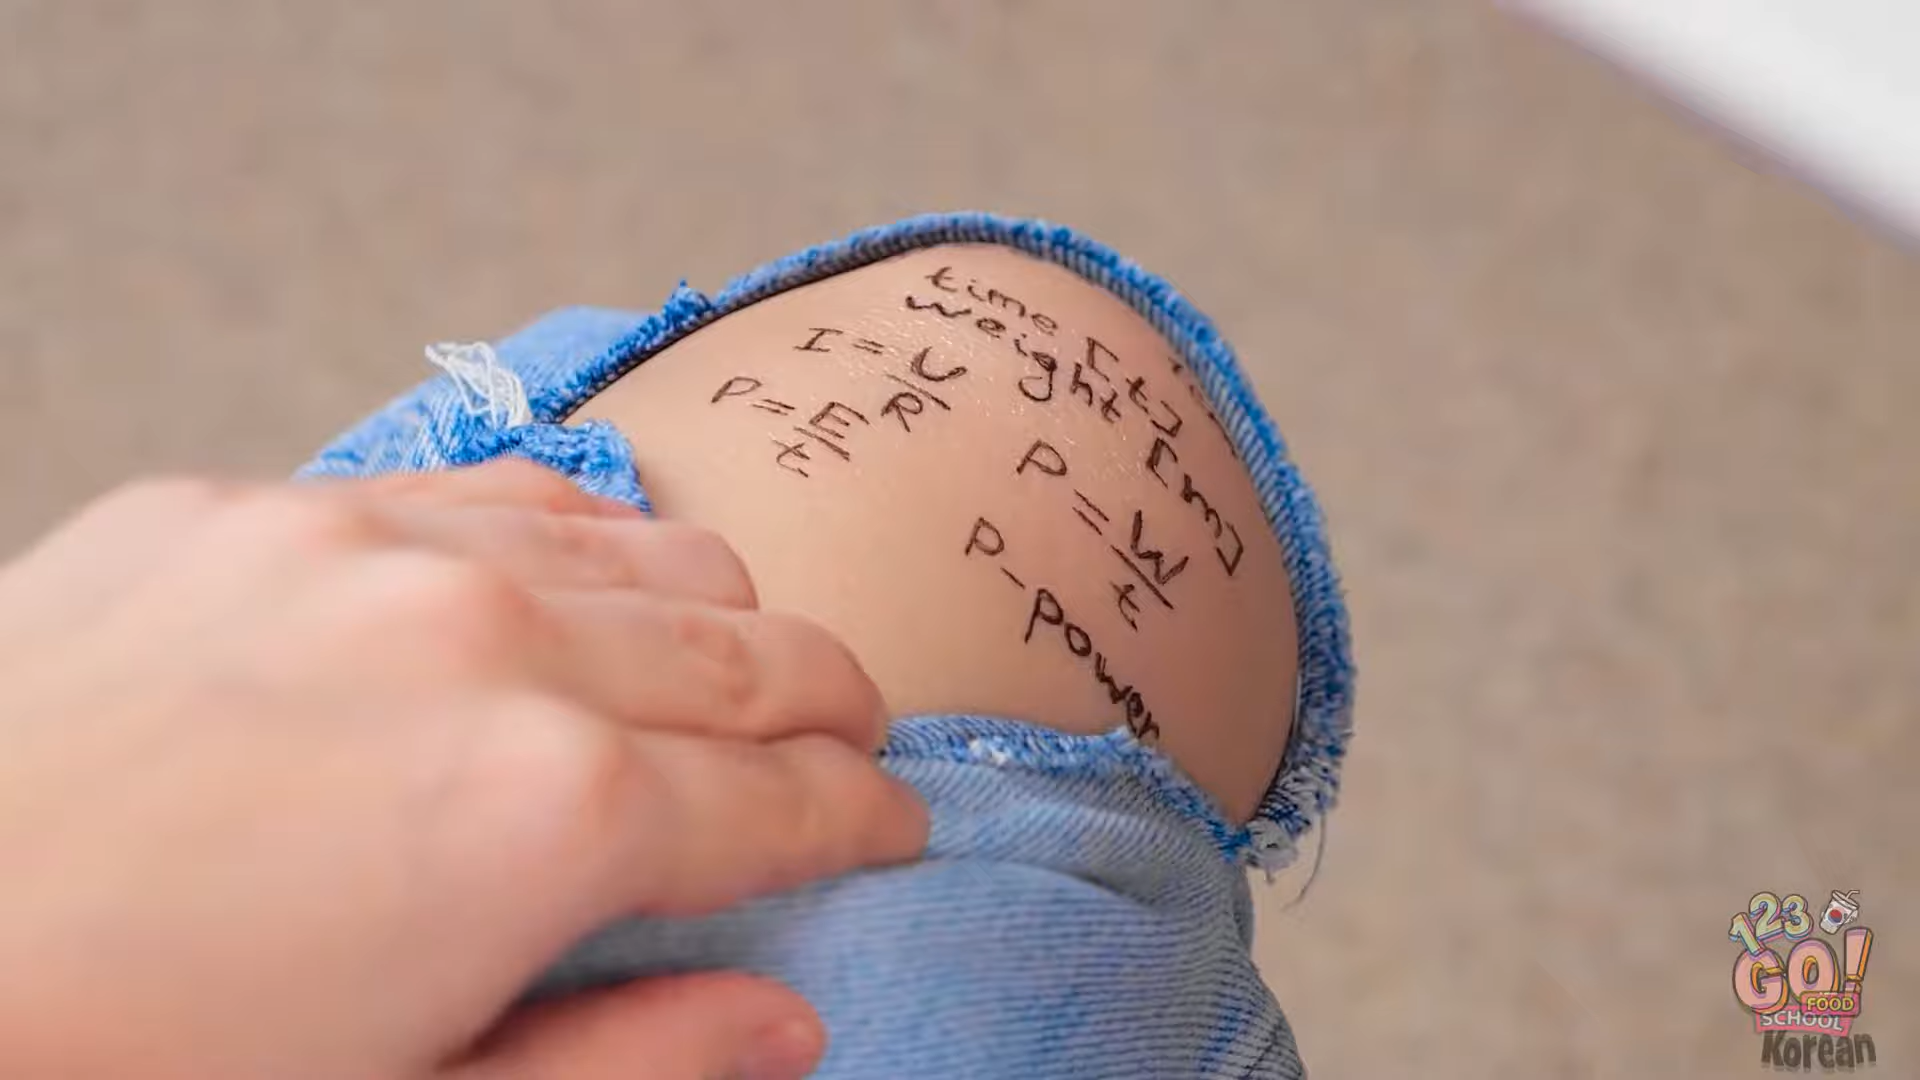 time [t]
weight [m]
I = U/R
P = E/t
P = W/t
P - power
123
GO!
FOOD
SCHOOL
Korean